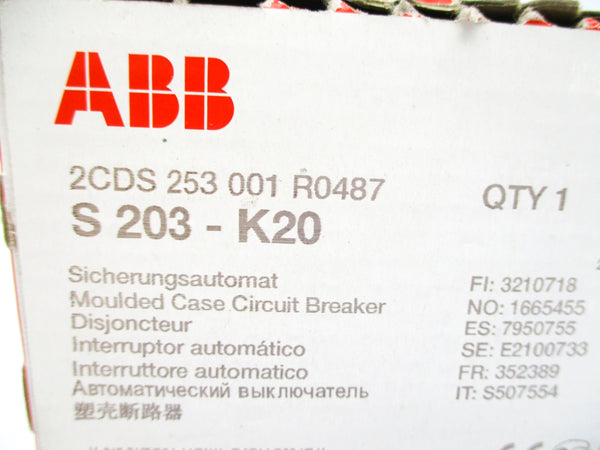 ABB
2CDS 253 001 R0487
QTY 1
S 203 - K20
Sicherungsautomat
Moulded Case Circuit Breaker
Disjoncteur
Interruptor automático
Interruttore automatico
Автоматический выключатель
塑壳断路器
FI: 3210718
NO: 1665455
ES: 7950755
SE: E2100733
FR: 352389
IT: S507554